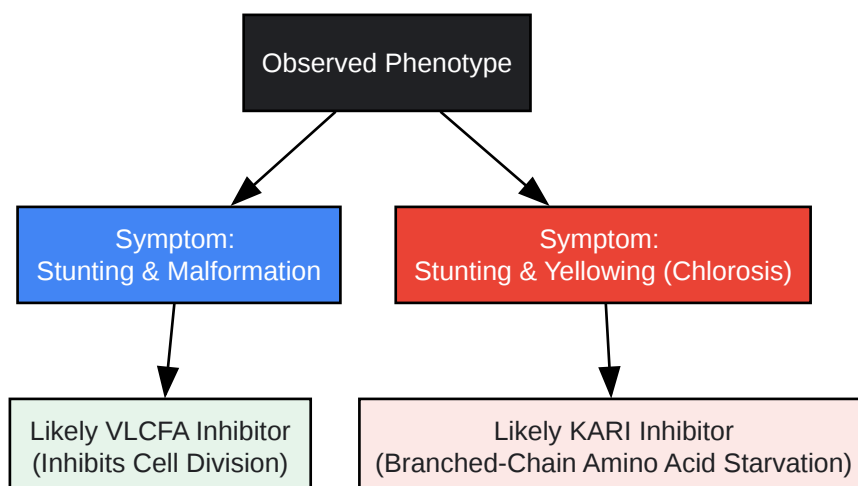 Observed Phenotype
Symptom:
Stunting & Malformation
Symptom:
Stunting & Yellowing (Chlorosis)
Likely VLCFA Inhibitor
(Inhibits Cell Division)
Likely KARI Inhibitor
(Branched-Chain Amino Acid Starvation)